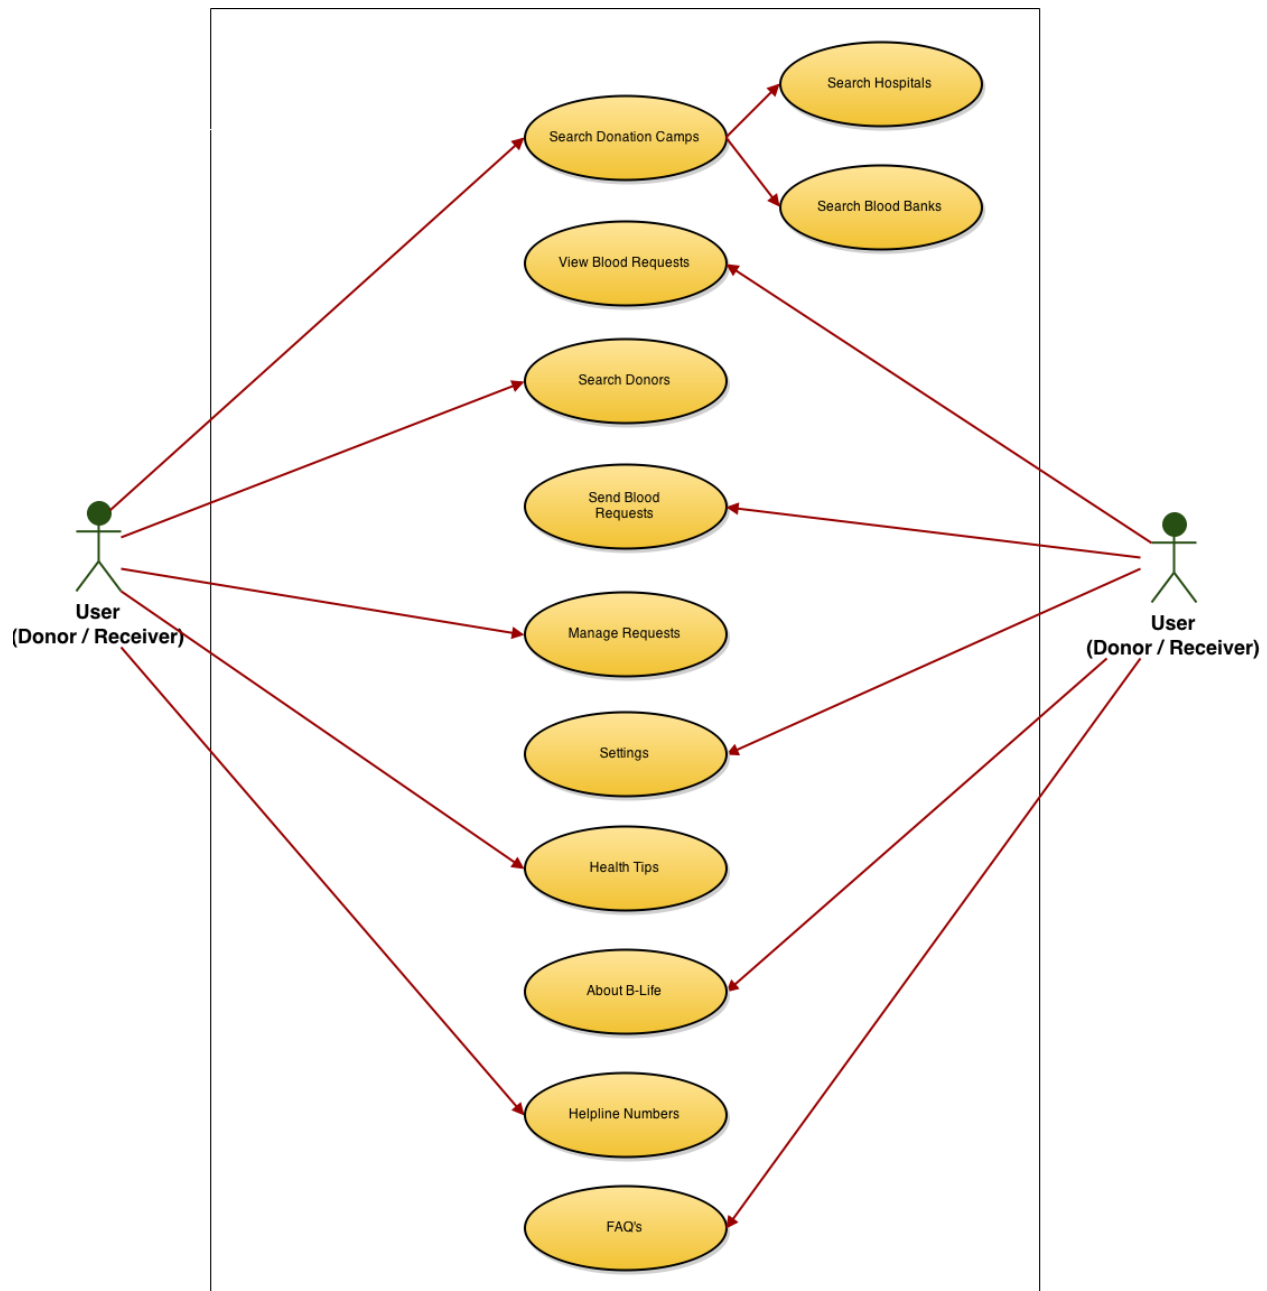 Search Hospitals
Search Donation Camps
Search Blood Banks
View Blood Requests
Search Donors
Send Blood
Requests
User
(Donor / Receiver)
User
(Donor / Receiver)
Manage Requests
Settings
Health Tips
About B-Life
Helpline Numbers
FAQ's